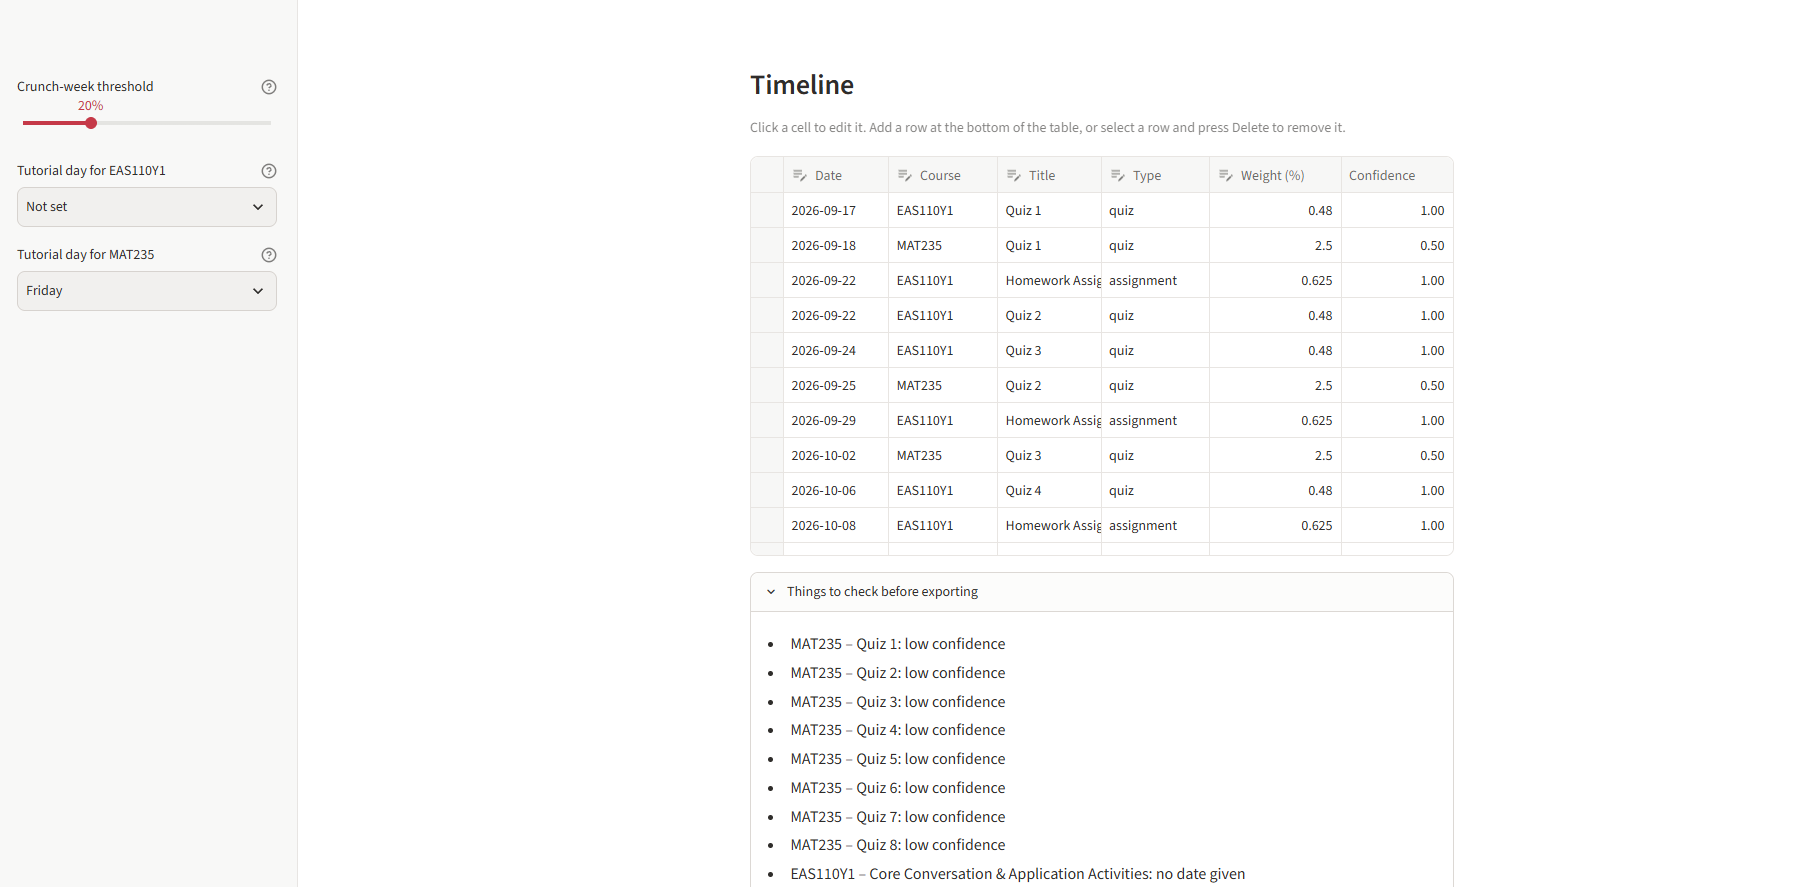 Crunch-week threshold
20%
Tutorial day for EAS110Y1
Not set
Tutorial day for MAT235
Friday
Timeline
Click a cell to edit it. Add a row at the bottom of the table, or select a row and press Delete to remove it.
Date Course Title Type Weight (%) Confidence
2026-09-17 EAS110Y1 Quiz 1 quiz 0.48 1.00
2026-09-18 MAT235 Quiz 1 quiz 2.5 0.50
2026-09-22 EAS110Y1 Homework Assig assignment 0.625 1.00
2026-09-22 EAS110Y1 Quiz 2 quiz 0.48 1.00
2026-09-24 EAS110Y1 Quiz 3 quiz 0.48 1.00
2026-09-25 MAT235 Quiz 2 quiz 2.5 0.50
2026-09-29 EAS110Y1 Homework Assig assignment 0.625 1.00
2026-10-02 MAT235 Quiz 3 quiz 2.5 0.50
2026-10-06 EAS110Y1 Quiz 4 quiz 0.48 1.00
2026-10-08 EAS110Y1 Homework Assig assignment 0.625 1.00
Things to check before exporting
• MAT235 – Quiz 1: low confidence
• MAT235 – Quiz 2: low confidence
• MAT235 – Quiz 3: low confidence
• MAT235 – Quiz 4: low confidence
• MAT235 – Quiz 5: low confidence
• MAT235 – Quiz 6: low confidence
• MAT235 – Quiz 7: low confidence
• MAT235 – Quiz 8: low confidence
• EAS110Y1 – Core Conversation & Application Activities: no date given